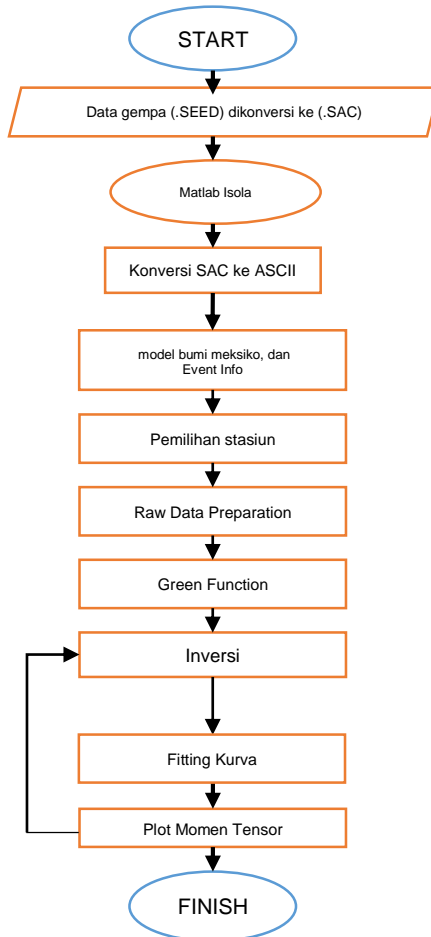 START
Data gempa (.SEED) dikonversi ke (.SAC)
Matlab Isola
Konversi SAC ke ASCII
model bumi meksiko, dan
Event Info
Pemilihan stasiun
Raw Data Preparation
Green Function
Inversi
Fitting Kurva
Plot Momen Tensor
FINISH